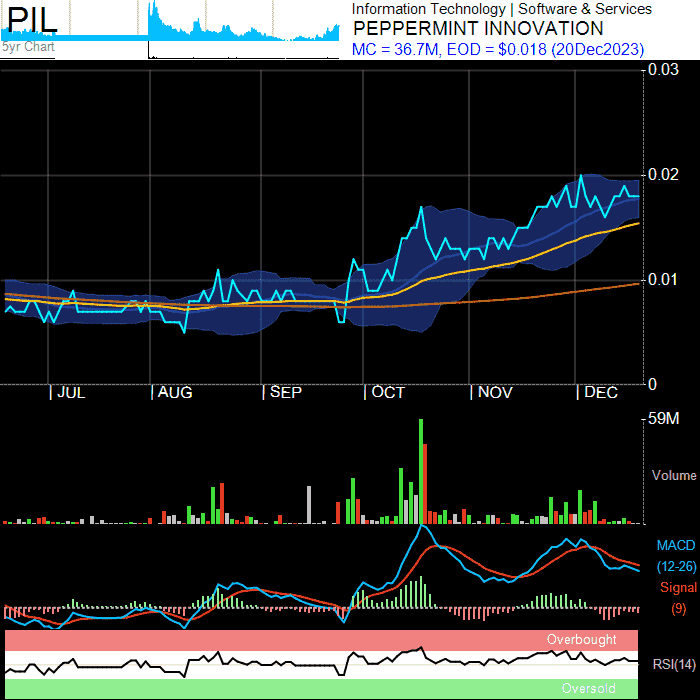 PIL
5yr Chart
Information Technology | Software & Services
PEPPERMINT INNOVATION
MC = 36.7M, EOD = $0.018 (20Dec2023)
0.03
0.02
0.01
0
| JUL | AUG | SEP | OCT | NOV | DEC
59M
Volume
MACD
(12-26)
Signal
(9)
Overbought
RSI(14)
Oversold